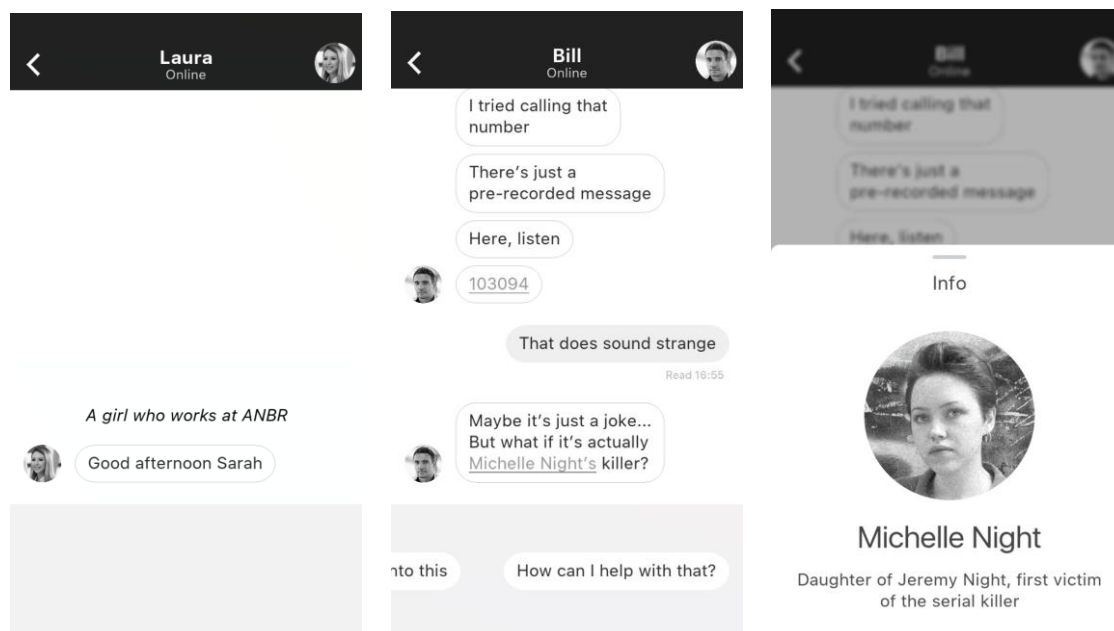 Laura
Online
A girl who works at ANBR
Good afternoon Sarah
Bill
Online
I tried calling that
number
There's just a
pre-recorded message
Here, listen
103094
That does sound strange
Read 16:55
Maybe it's just a joke...
But what if it's actually
Michelle Night's killer?
nto this
How can I help with that?
Bill
Online
I tried calling that
number
There's just a
pre-recorded message
Here, listen
Info
Michelle Night
Daughter of Jeremy Night, first victim
of the serial killer